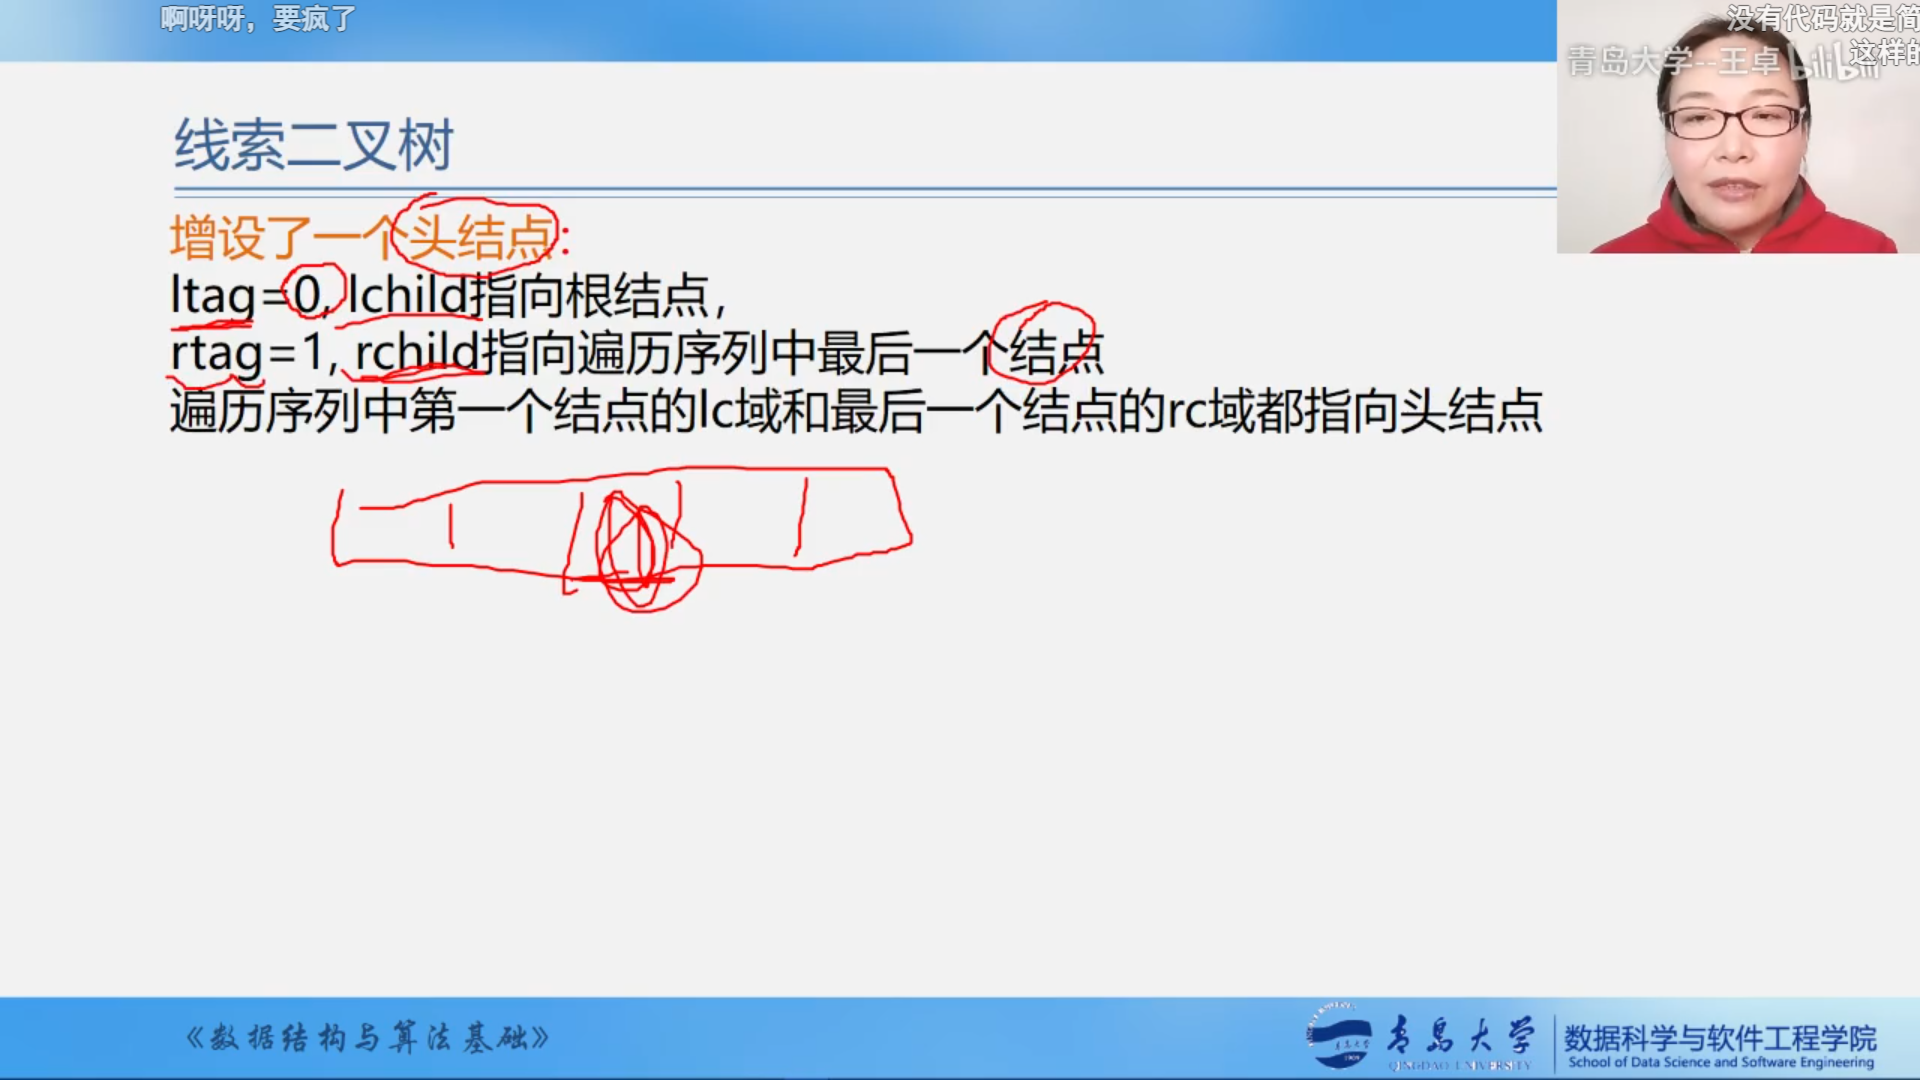 啊呀呀，要疯了
没有代码就是简
这样的
青岛大学--王卓 bilibili
线索二叉树
增设了一个头结点：
ltag=0, lchild指向根结点，
rtag=1, rchild指向遍历序列中最后一个结点
遍历序列中第一个结点的lc域和最后一个结点的rc域都指向头结点
《数据结构与算法基础》
青岛大学
QINGDAO UNIVERSITY
数据科学与软件工程学院
School of Data Science and Software Engineering